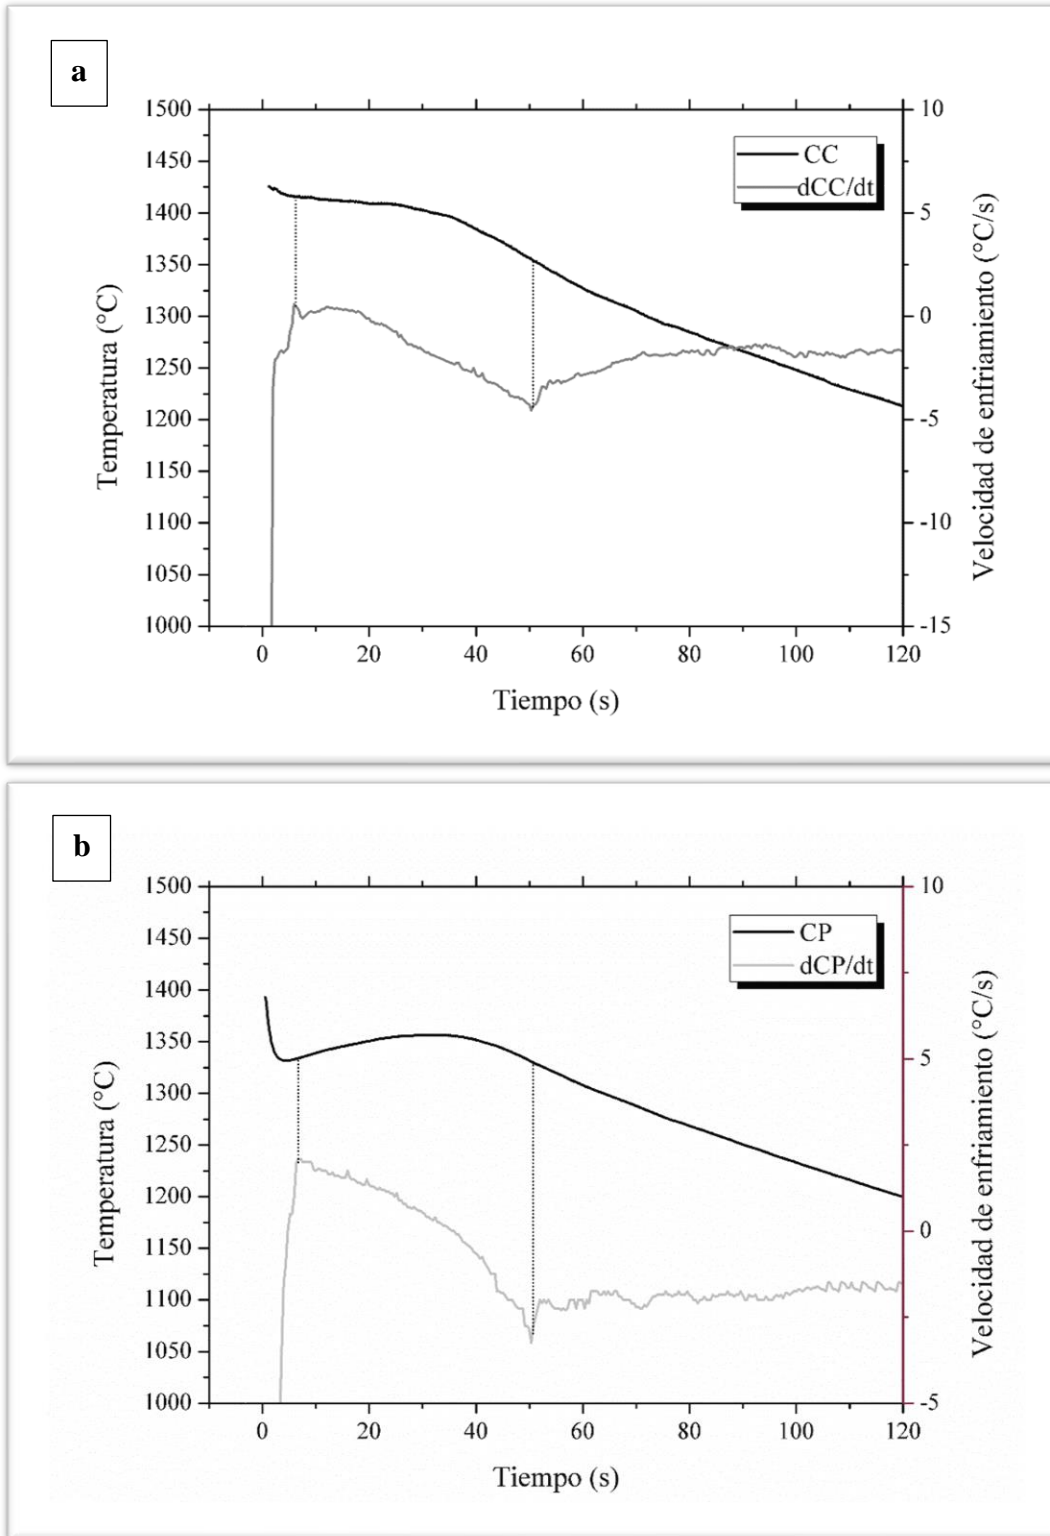 a
1500
1450
1400
1350
1300
1250
1200
1150
1100
1050
1000
Temperatura (°C)
CC
dCC/dt
10
5
0
-5
-10
-15
Velocidad de enfriamiento (°C/s)
0 20 40 60 80 100 120
Tiempo (s)
b
1500
1450
1400
1350
1300
1250
1200
1150
1100
1050
1000
Temperatura (°C)
CP
dCP/dt
10
5
0
-5
Velocidad de enfriamiento (°C/s)
0 20 40 60 80 100 120
Tiempo (s)